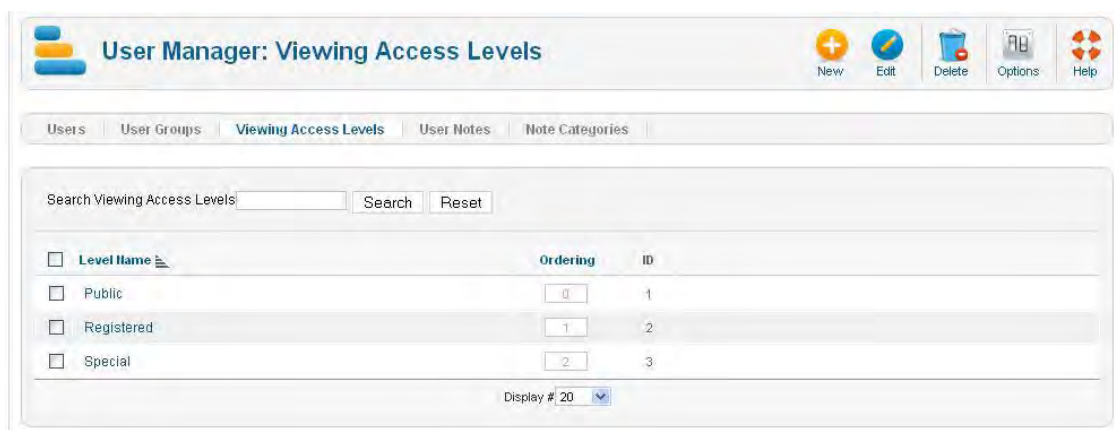 User Manager: Viewing Access Levels
New Edit Delete Options Help
Users User Groups Viewing Access Levels User Notes Note Categories
Search Viewing Access Levels Search Reset
Level Name Ordering ID
Public 0 1
Registered 1 2
Special 2 3
Display # 20